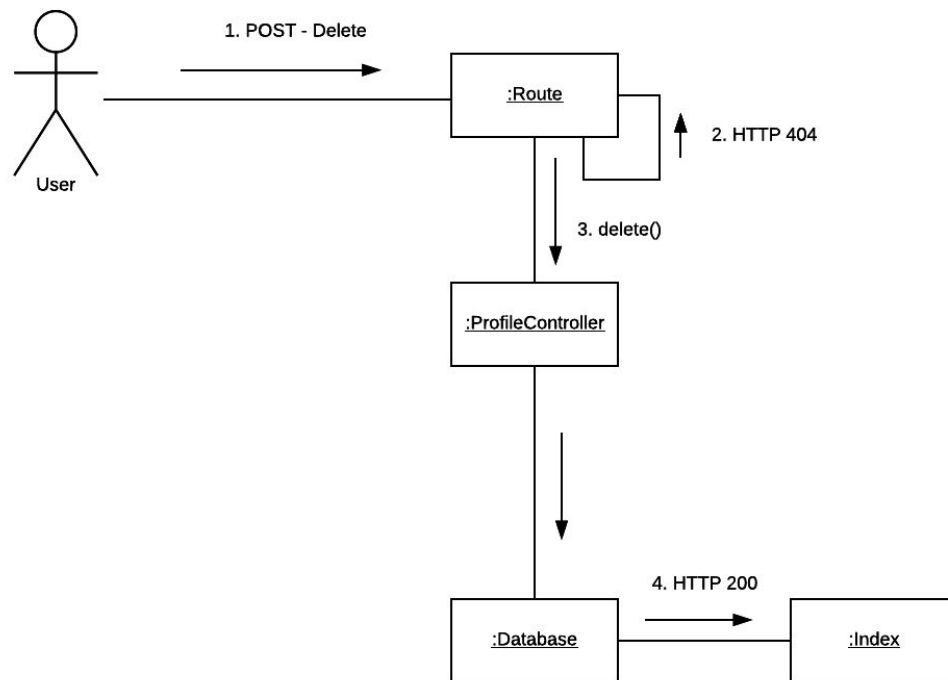 1. POST - Delete
:Route
2. HTTP 404
User
3. delete()
:ProfileController
4. HTTP 200
:Database
:Index